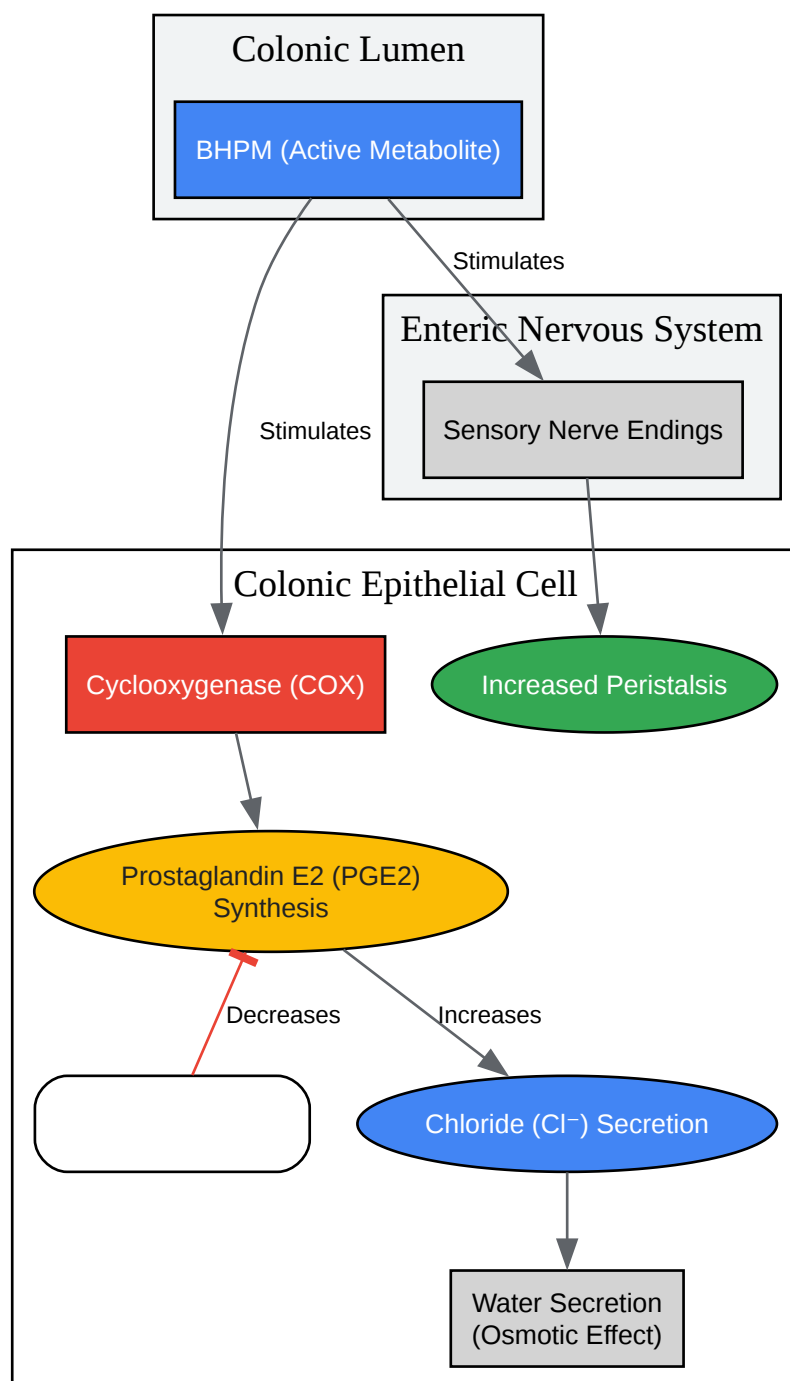 Colonic Lumen
BHPM (Active Metabolite)
Stimulates
Enteric Nervous System
Sensory Nerve Endings
Stimulates
Colonic Epithelial Cell
Cyclooxygenase (COX)
Increased Peristalsis
Prostaglandin E2 (PGE2)
Synthesis
Decreases
Increases
Chloride (Cl⁻) Secretion
Water Secretion
(Osmotic Effect)